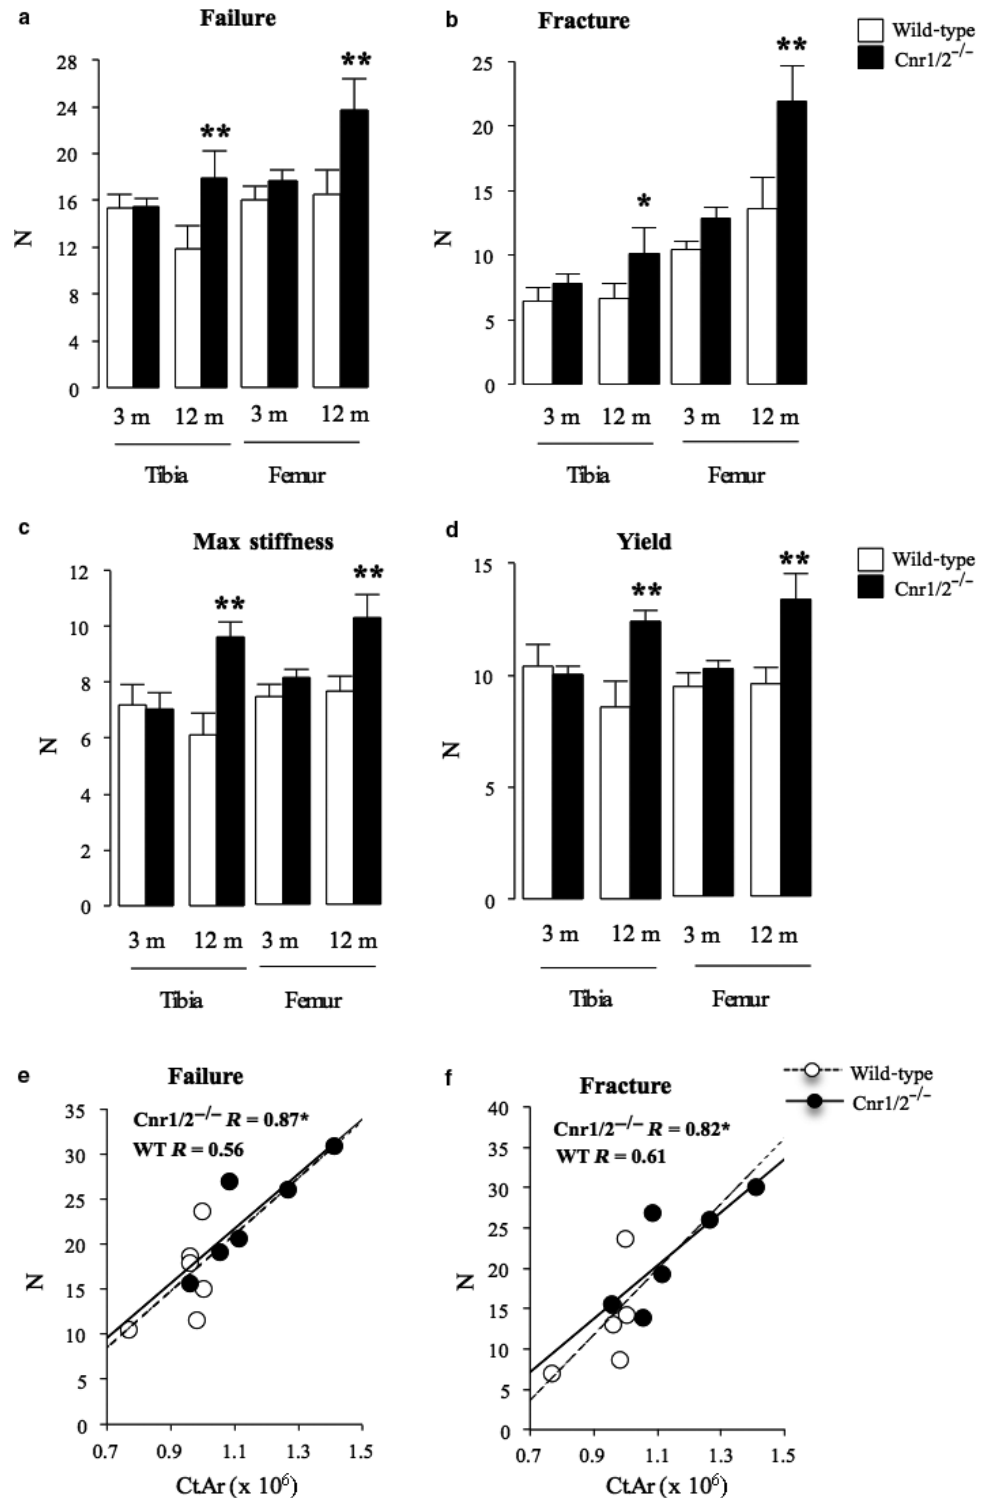 a
Failure
28
24
20
16
12
8
4
0
N
**
**
3 m 12 m 3 m 12 m
Tibia Femur
b
Fracture
25
20
15
10
5
0
N
*
**
3 m 12 m 3 m 12 m
Tibia Femur
Wild-type
Cnr1/2−/−
c
Max stiffness
12
10
8
6
4
2
0
N
**
**
3 m 12 m 3 m 12 m
Tibia Femur
d
Yield
15
10
5
0
N
**
**
3 m 12 m 3 m 12 m
Tibia Femur
Wild-type
Cnr1/2−/−
e
Failure
Cnr1/2−/− R = 0.87*
WT R = 0.56
35
30
25
20
15
10
5
0
N
0.7 0.9 1.1 1.3 1.5
CtAr (x 10⁶)
f
Fracture
Cnr1/2−/− R = 0.82*
WT R = 0.61
40
35
30
25
20
15
10
5
0
N
0.7 0.9 1.1 1.3 1.5
CtAr (x 10⁶)
Wild-type
Cnr1/2−/−